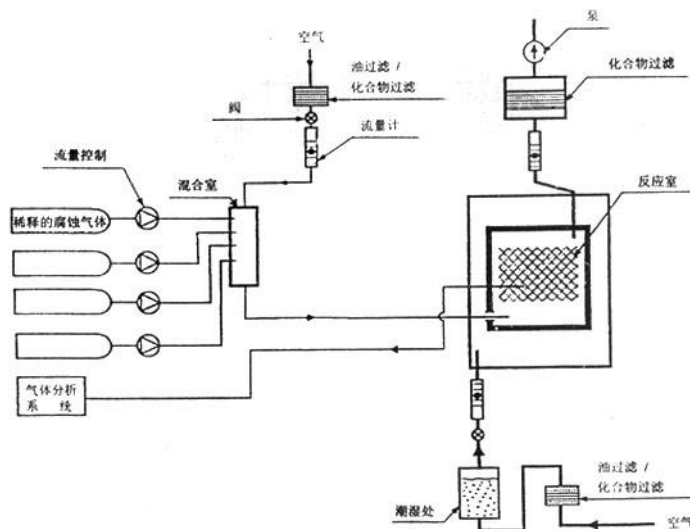 空气
泵
油过滤 /
化合物过滤
化合物过滤
阀
流量计
流量控制
混合室
反应室
稀释的腐蚀气体
气体分析
系 统
油过滤 /
化合物过滤
潮湿处
空气